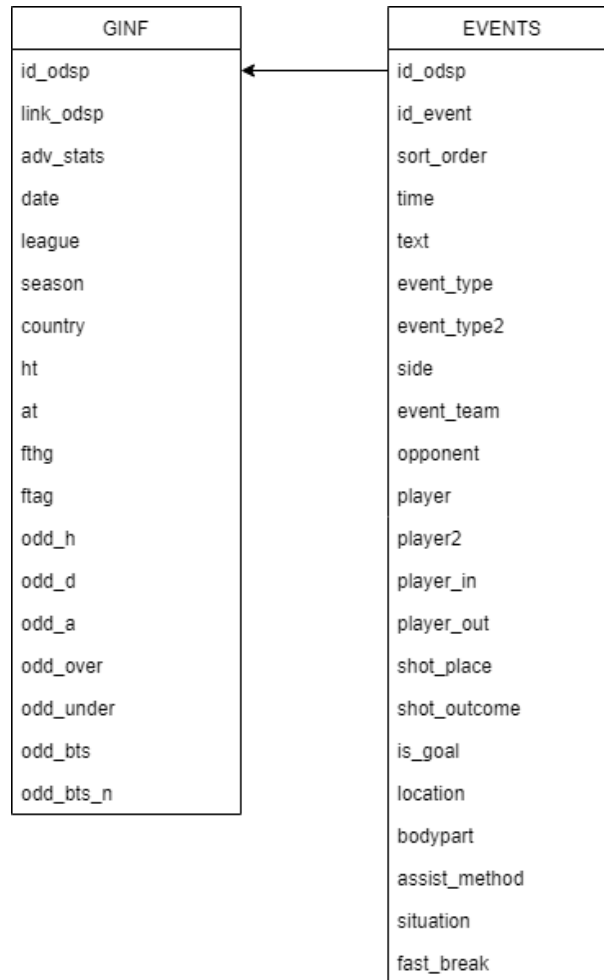 GINF
id_odsp
link_odsp
adv_stats
date
league
season
country
ht
at
fthg
ftag
odd_h
odd_d
odd_a
odd_over
odd_under
odd_bts
odd_bts_n
EVENTS
id_odsp
id_event
sort_order
time
text
event_type
event_type2
side
event_team
opponent
player
player2
player_in
player_out
shot_place
shot_outcome
is_goal
location
bodypart
assist_method
situation
fast_break